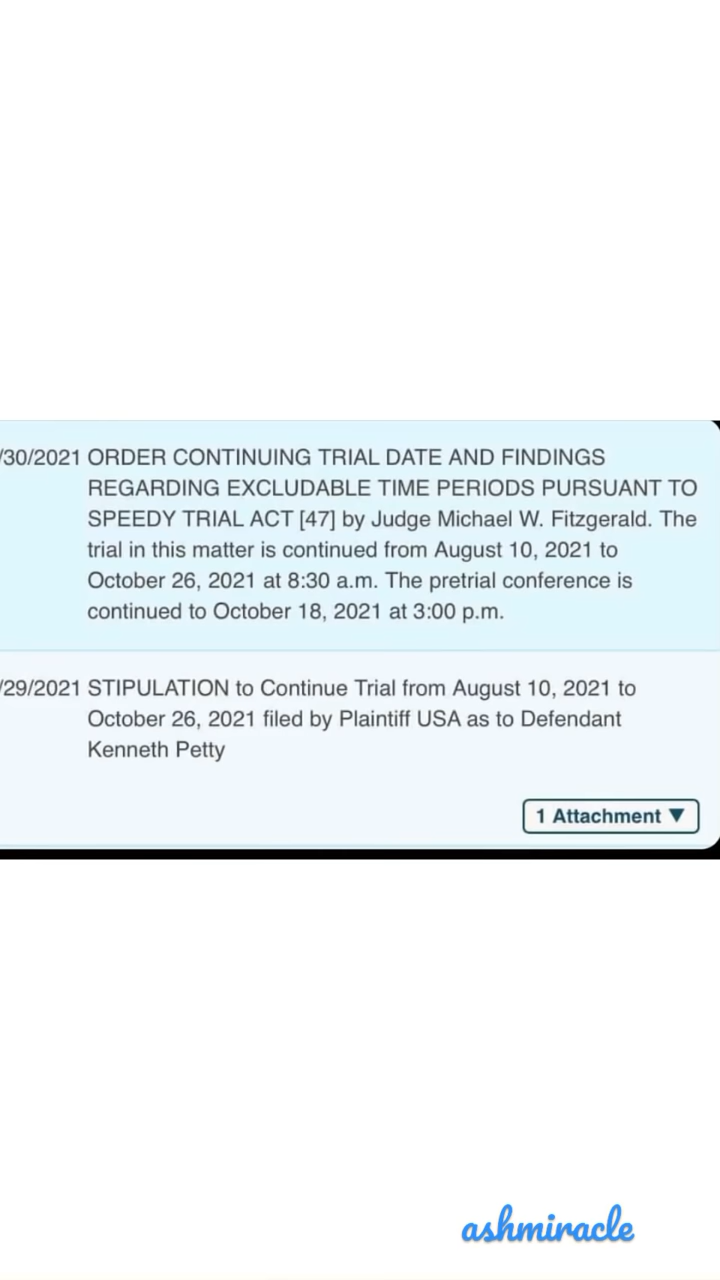 /30/2021 ORDER CONTINUING TRIAL DATE AND FINDINGS
REGARDING EXCLUDABLE TIME PERIODS PURSUANT TO
SPEEDY TRIAL ACT [47] by Judge Michael W. Fitzgerald. The
trial in this matter is continued from August 10, 2021 to
October 26, 2021 at 8:30 a.m. The pretrial conference is
continued to October 18, 2021 at 3:00 p.m.
/29/2021 STIPULATION to Continue Trial from August 10, 2021 to
October 26, 2021 filed by Plaintiff USA as to Defendant
Kenneth Petty
1 Attachment ▼
ashmiracle